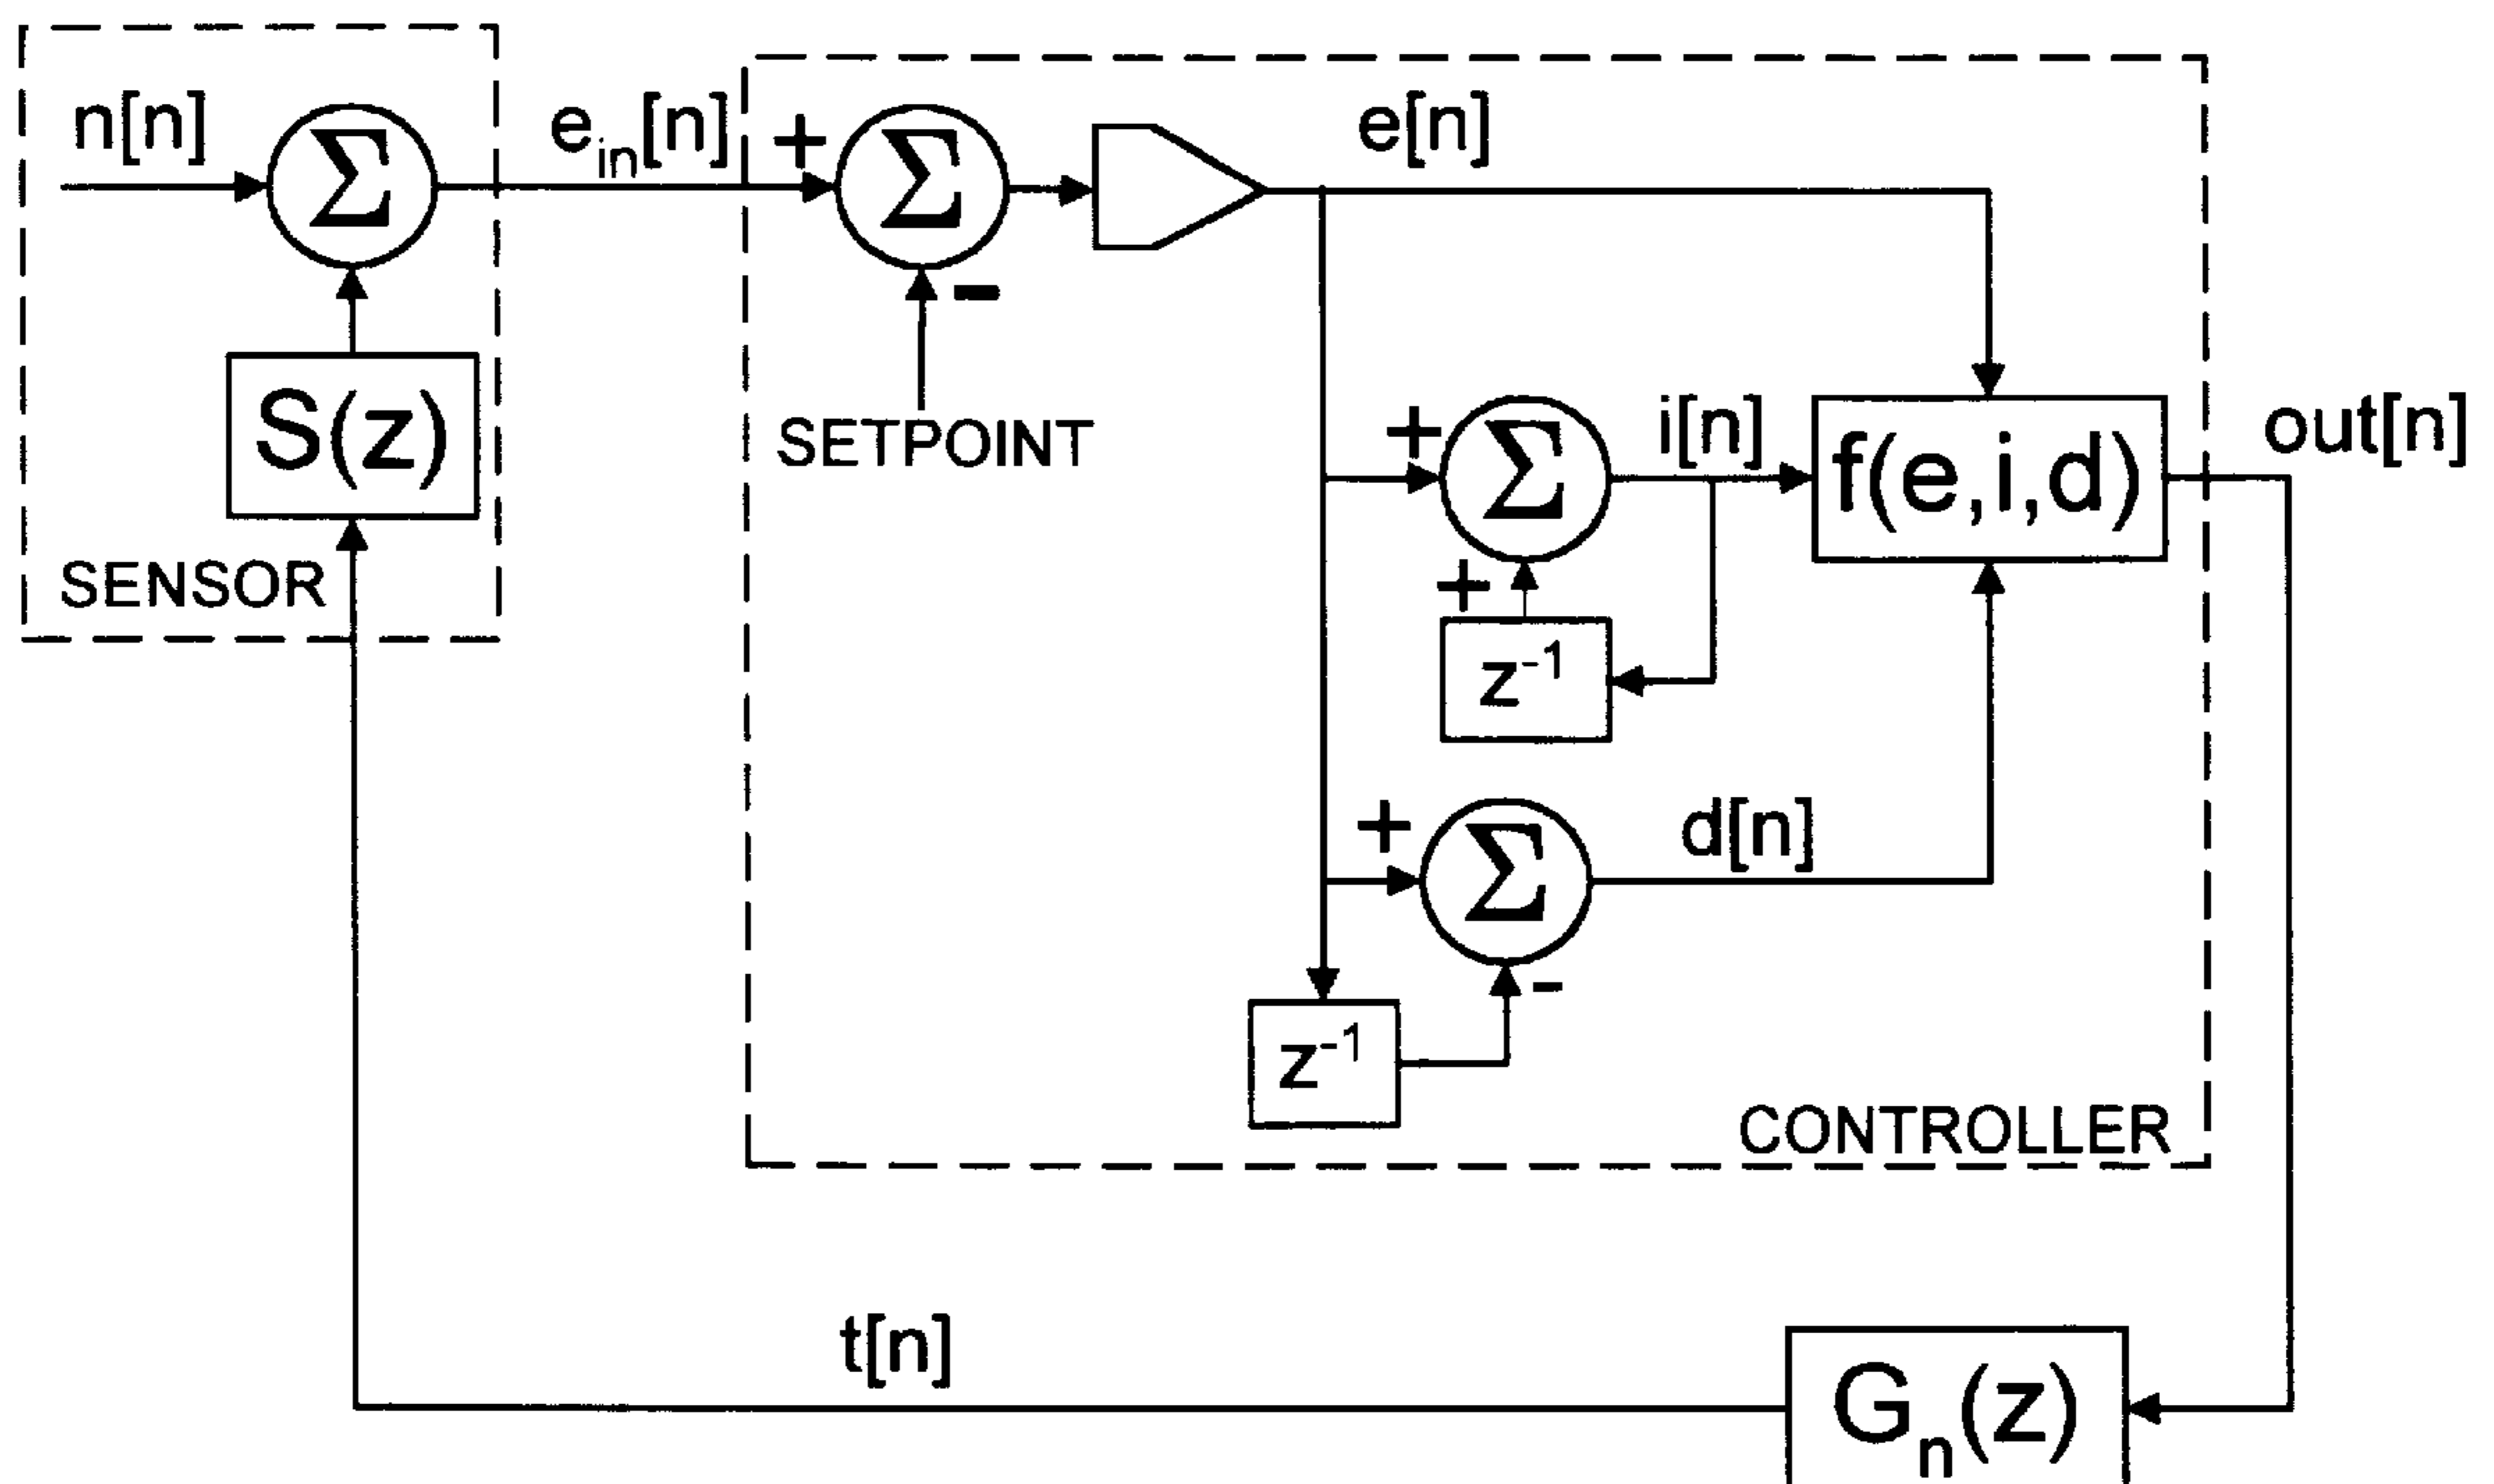 n[n]
Σ
e_in[n]
+
Σ
-
e[n]
S(z)
SENSOR
SETPOINT
+
Σ
i[n]
f(e,i,d)
out[n]
+
z^-1
+
Σ
d[n]
-
z^-1
CONTROLLER
t[n]
G_n(z)